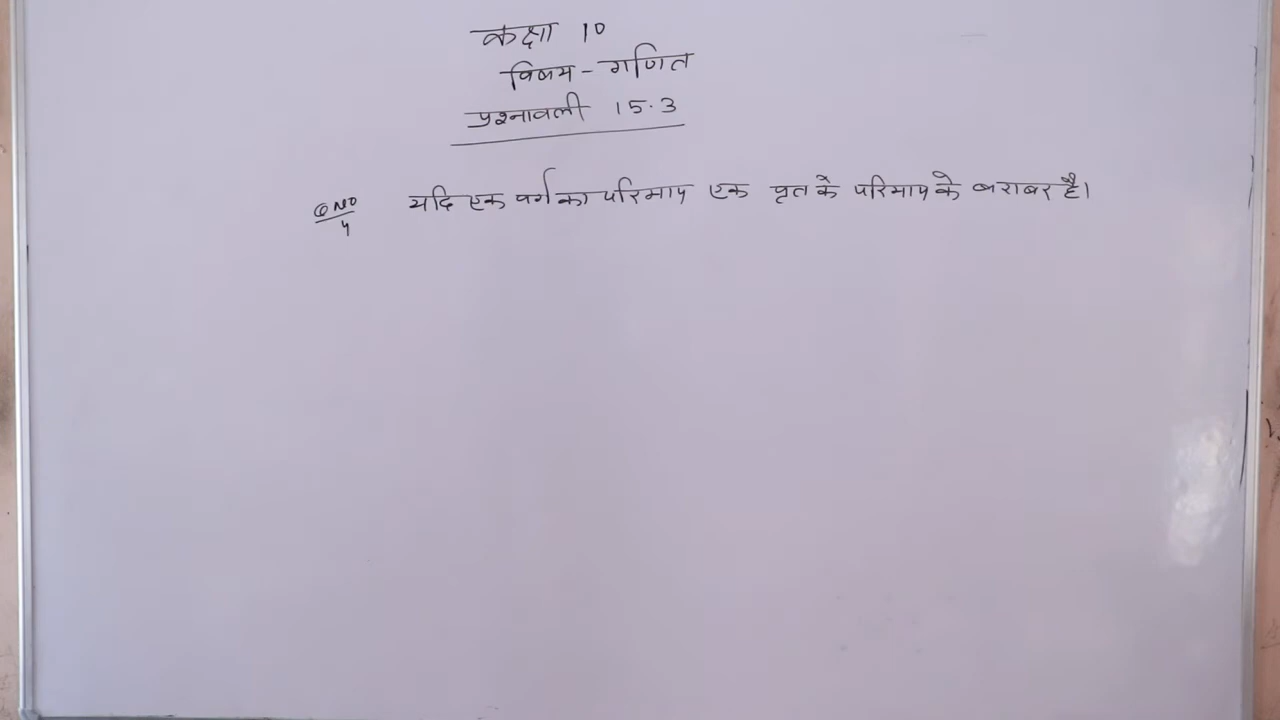 कक्षा 10
विषय - गणित
प्रश्नावली 15.3
Q NO 4 यदि एक वर्ग का परिमाप एक वृत के परिमाप के बराबर है।